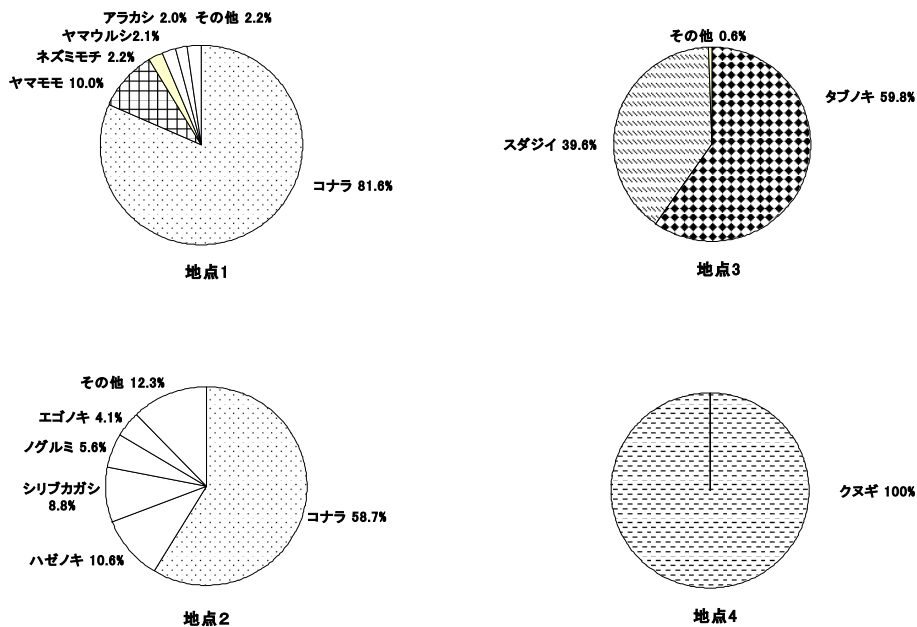 アラカシ 2.0%
その他 2.2%
ヤマウルシ2.1%
ネズミモチ 2.2%
ヤマモモ 10.0%
コナラ 81.6%
地点1
その他 0.6%
タブノキ 59.8%
スダジイ 39.6%
地点3
その他 12.3%
エゴノキ 4.1%
ノグルミ 5.6%
シリブカガシ
8.8%
ハゼノキ 10.6%
コナラ 58.7%
地点2
クヌギ 100%
地点4